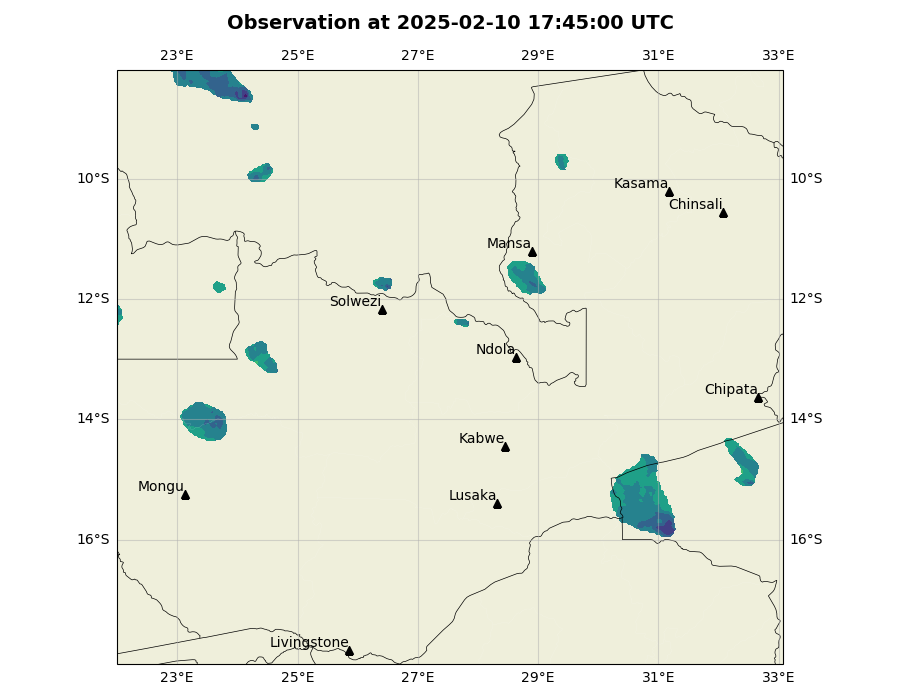 Observation at 2025-02-10 17:45:00 UTC
23°E 25°E 27°E 29°E 31°E 33°E
10°S 10°S
Kasama
Chinsali
Mansa
12°S 12°S
Solwezi
Ndola
Chipata
14°S 14°S
Kabwe
Mongu
Lusaka
16°S 16°S
Livingstone
23°E 25°E 27°E 29°E 31°E 33°E